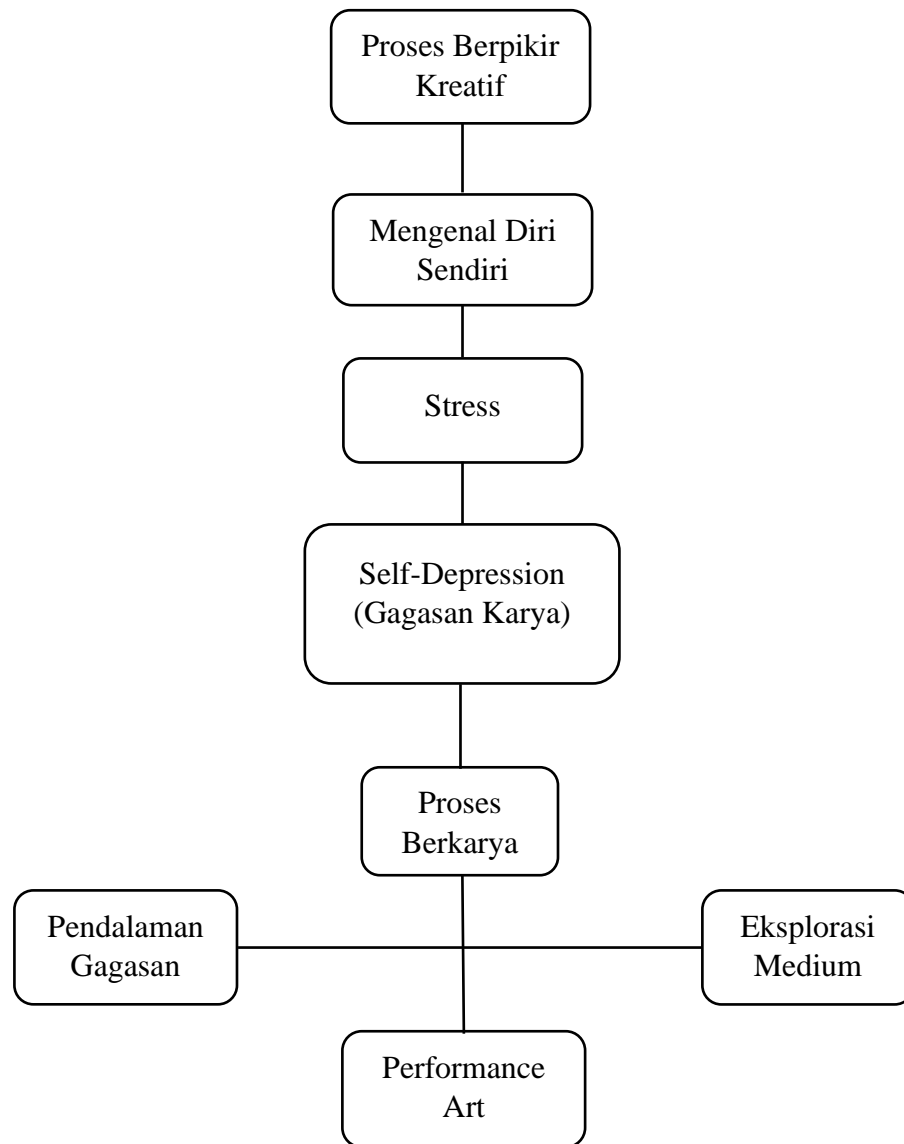 Proses Berpikir
Kreatif
Mengenal Diri
Sendiri
Stress
Self-Depression
(Gagasan Karya)
Proses
Berkarya
Pendalaman
Gagasan
Eksplorasi
Medium
Performance
Art